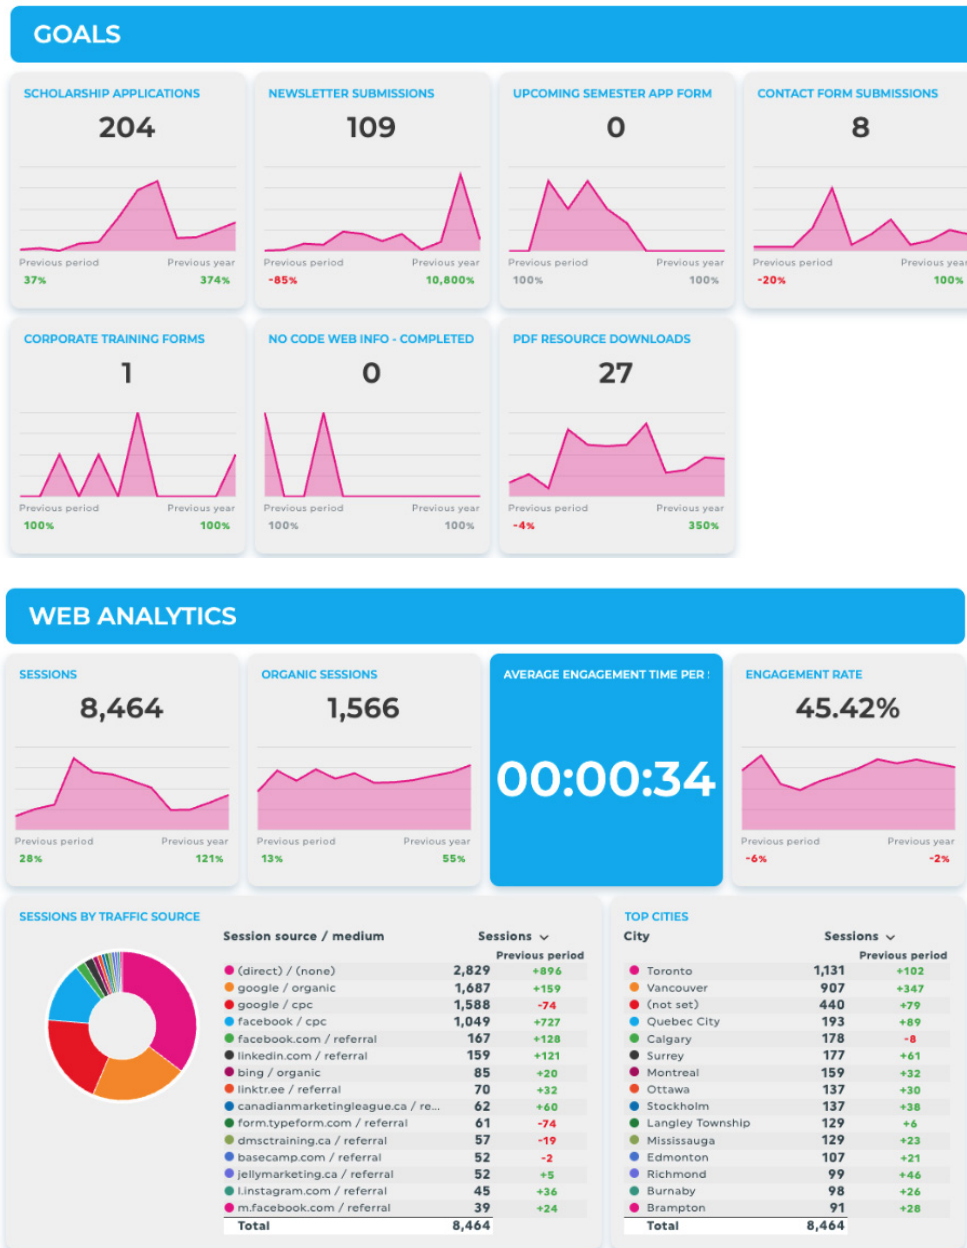 GOALS
SCHOLARSHIP APPLICATIONS
204
Previous period Previous year
37% 374%
NEWSLETTER SUBMISSIONS
109
Previous period Previous year
-85% 10,800%
UPCOMING SEMESTER APP FORM
0
Previous period Previous year
100% 100%
CONTACT FORM SUBMISSIONS
8
Previous period Previous year
-20% 100%
CORPORATE TRAINING FORMS
1
Previous period Previous year
100% 100%
NO CODE WEB INFO - COMPLETED
0
Previous period Previous year
100% 100%
PDF RESOURCE DOWNLOADS
27
Previous period Previous year
-4% 350%
WEB ANALYTICS
SESSIONS
8,464
Previous period Previous year
28% 121%
ORGANIC SESSIONS
1,566
Previous period Previous year
13% 55%
AVERAGE ENGAGEMENT TIME PER
00:00:34
ENGAGEMENT RATE
45.42%
Previous period Previous year
-6% -2%
SESSIONS BY TRAFFIC SOURCE
Session source / medium Sessions
Previous period
(direct) / (none) 2,829 +896
google / organic 1,687 +159
google / cpc 1,588 -74
facebook / cpc 1,049 +727
facebook.com / referral 167 +128
linkedin.com / referral 159 +121
bing / organic 85 +20
linktr.ee / referral 70 +32
canadianmarketingleague.ca / re... 62 +60
form.typeform.com / referral 61 -74
dmsctraining.ca / referral 57 -19
basecamp.com / referral 52 -2
jellymarketing.ca / referral 52 +5
l.instagram.com / referral 45 +36
m.facebook.com / referral 39 +24
Total 8,464
TOP CITIES
City Sessions
Previous period
Toronto 1,131 +102
Vancouver 907 +347
(not set) 440 +79
Quebec City 193 +89
Calgary 178 -8
Surrey 177 +61
Montreal 159 +32
Ottawa 137 +30
Stockholm 137 +38
Langley Township 129 +6
Mississauga 129 +23
Edmonton 107 +21
Richmond 99 +46
Burnaby 98 +26
Brampton 91 +28
Total 8,464